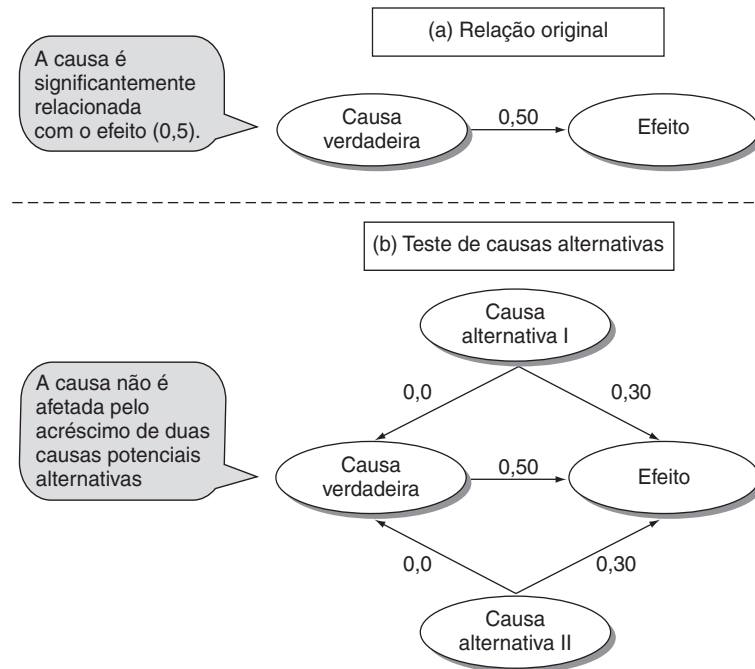 (a) Relação original
A causa é
significantemente
relacionada
com o efeito (0,5).
Causa
verdadeira
0,50
Efeito
(b) Teste de causas alternativas
Causa
alternativa I
A causa não é
afetada pelo
acréscimo de duas
causas potenciais
alternativas
0,0
0,30
Causa
verdadeira
0,50
Efeito
0,0
0,30
Causa
alternativa II